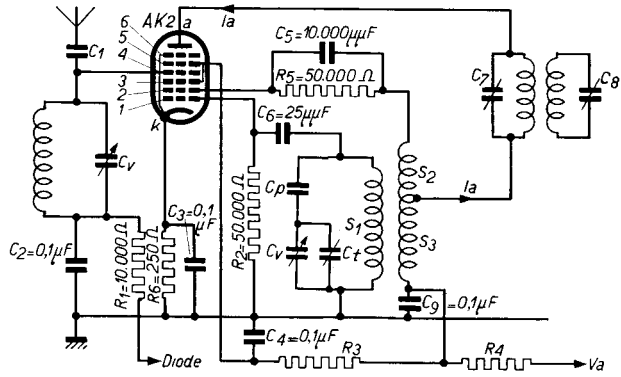 AK2
a
Ia
6
5
4
3
2
1
k
C1
C5=10.000µµF
R5=50.000 Ω
C6=25µµF
C7
C8
Cv
Cp
S1
S2
S3
Ia
Cv
Ct
C2=0,1µF
R1=10.000Ω
R6=250Ω
C3=0,1
µF
R2=50.000 Ω
C9=0,1µF
C4=0,1µF
R3
R4
Diode
Va